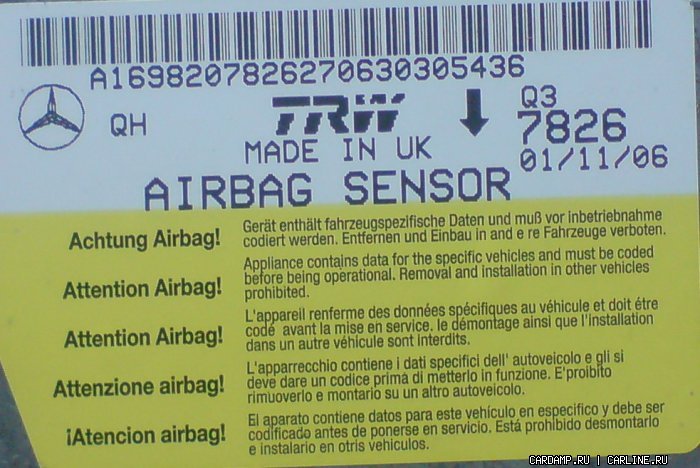 A1698207826270630305436
QH
TRW
Q3
7826
MADE IN UK
01/11/06
AIRBAG SENSOR
Achtung Airbag!
Gerät enthält fahrzeugspezifische Daten und muß vor inbetriebnahme
codiert werden. Entfernen und Einbau in and e re Fahrzeuge verboten.
Attention Airbag!
Appliance contains data for the specific vehicles and must be coded
before being operational. Removal and installation in other vehicles
prohibited.
Attention Airbag!
L'appareil renferme des données spécifiques au véhicule et doit étre
codé avant la mise en service. le démontage ainsi que l'installation
dans un autre véhicule sont interdits.
Attenzione airbag!
L'apparrecchio contiene i dati specifici dell' autoveicolo e gli si
deve dare un codice prima di metterlo in funzione. E'proibito
rimuoverlo e montario su un altro autoveicolo.
¡Atencion airbag!
El aparato contiene datos para este vehículo en especifico y debe ser
codificado antes de ponerse en servicio. Está prohibido desmontarlo
e instalario en otris vehiculos.
CARDAMP.RU | CARLINE.RU